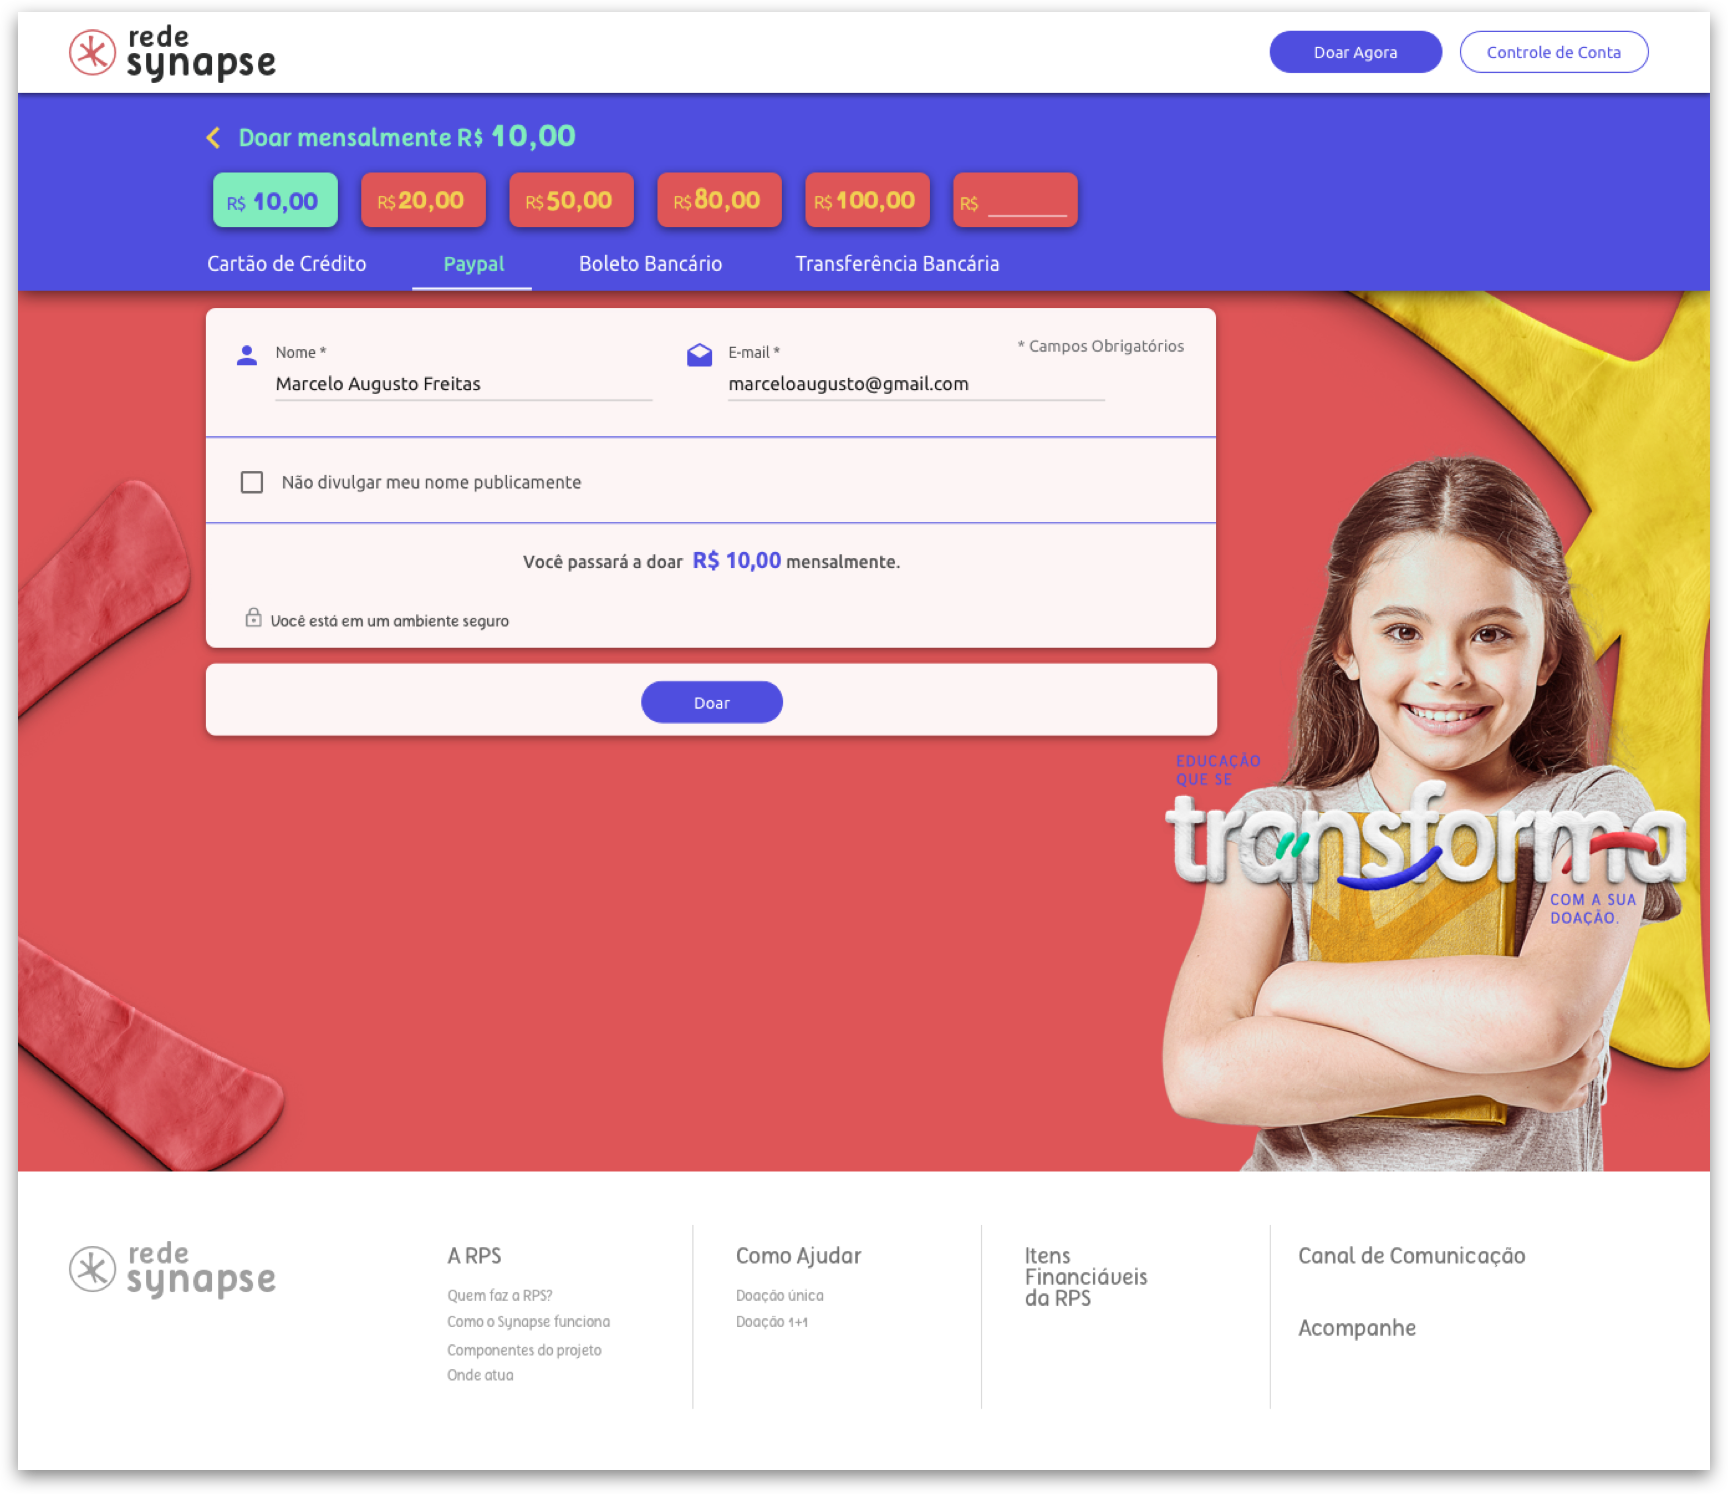 rede
synapse
Doar Agora
Controle de Conta
Doar mensalmente R$ 10,00
R$ 10,00
R$ 20,00
R$ 50,00
R$ 80,00
R$ 100,00
R$
Cartão de Crédito
Paypal
Boleto Bancário
Transferência Bancária
Nome *
Marcelo Augusto Freitas
E-mail *
marceloaugusto@gmail.com
* Campos Obrigatórios
Não divulgar meu nome publicamente
Você passará a doar R$ 10,00 mensalmente.
Você está em um ambiente seguro
Doar
EDUCAÇÃO
QUE SE
transforma
COM A SUA
DOAÇÃO.
rede
synapse
A RPS
Quem faz a RPS?
Como o Synapse funciona
Componentes do projeto
Onde atua
Como Ajudar
Doação única
Doação 1+1
Itens
Financiáveis
da RPS
Canal de Comunicação
Acompanhe